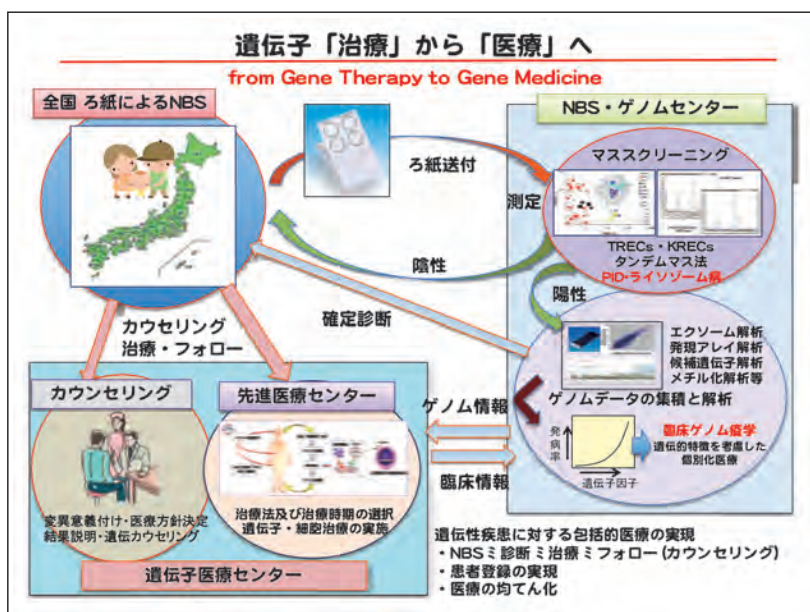 遺伝子「治療」から「医療」へ
from Gene Therapy to Gene Medicine
全国 ろ紙によるNBS
ろ紙送付
NBS・ゲノムセンター
マススクリーニング
測定
TRECs・KRECs
タンデムマス法
PID・ライソゾーム病
陰性
陽性
確定診断
エクソーム解析
発現アレイ解析
候補遺伝子解析
メチル化解析等
ゲノムデータの集積と解析
発病率
遺伝子因子
臨床ゲノム疫学
遺伝的特徴を考慮した
個別化医療
カウセリング
治療・フォロー
カウンセリング
変異意義付け・医療方針決定
結果説明・遺伝カウセリング
先進医療センター
治療法及び治療時期の選択
遺伝子・細胞治療の実施
遺伝子医療センター
ゲノム情報
臨床情報
遺伝性疾患に対する包括的医療の実現
・NBSミ診断ミ治療ミフォロー(カウンセリング)
・患者登録の実現
・医療の均てん化